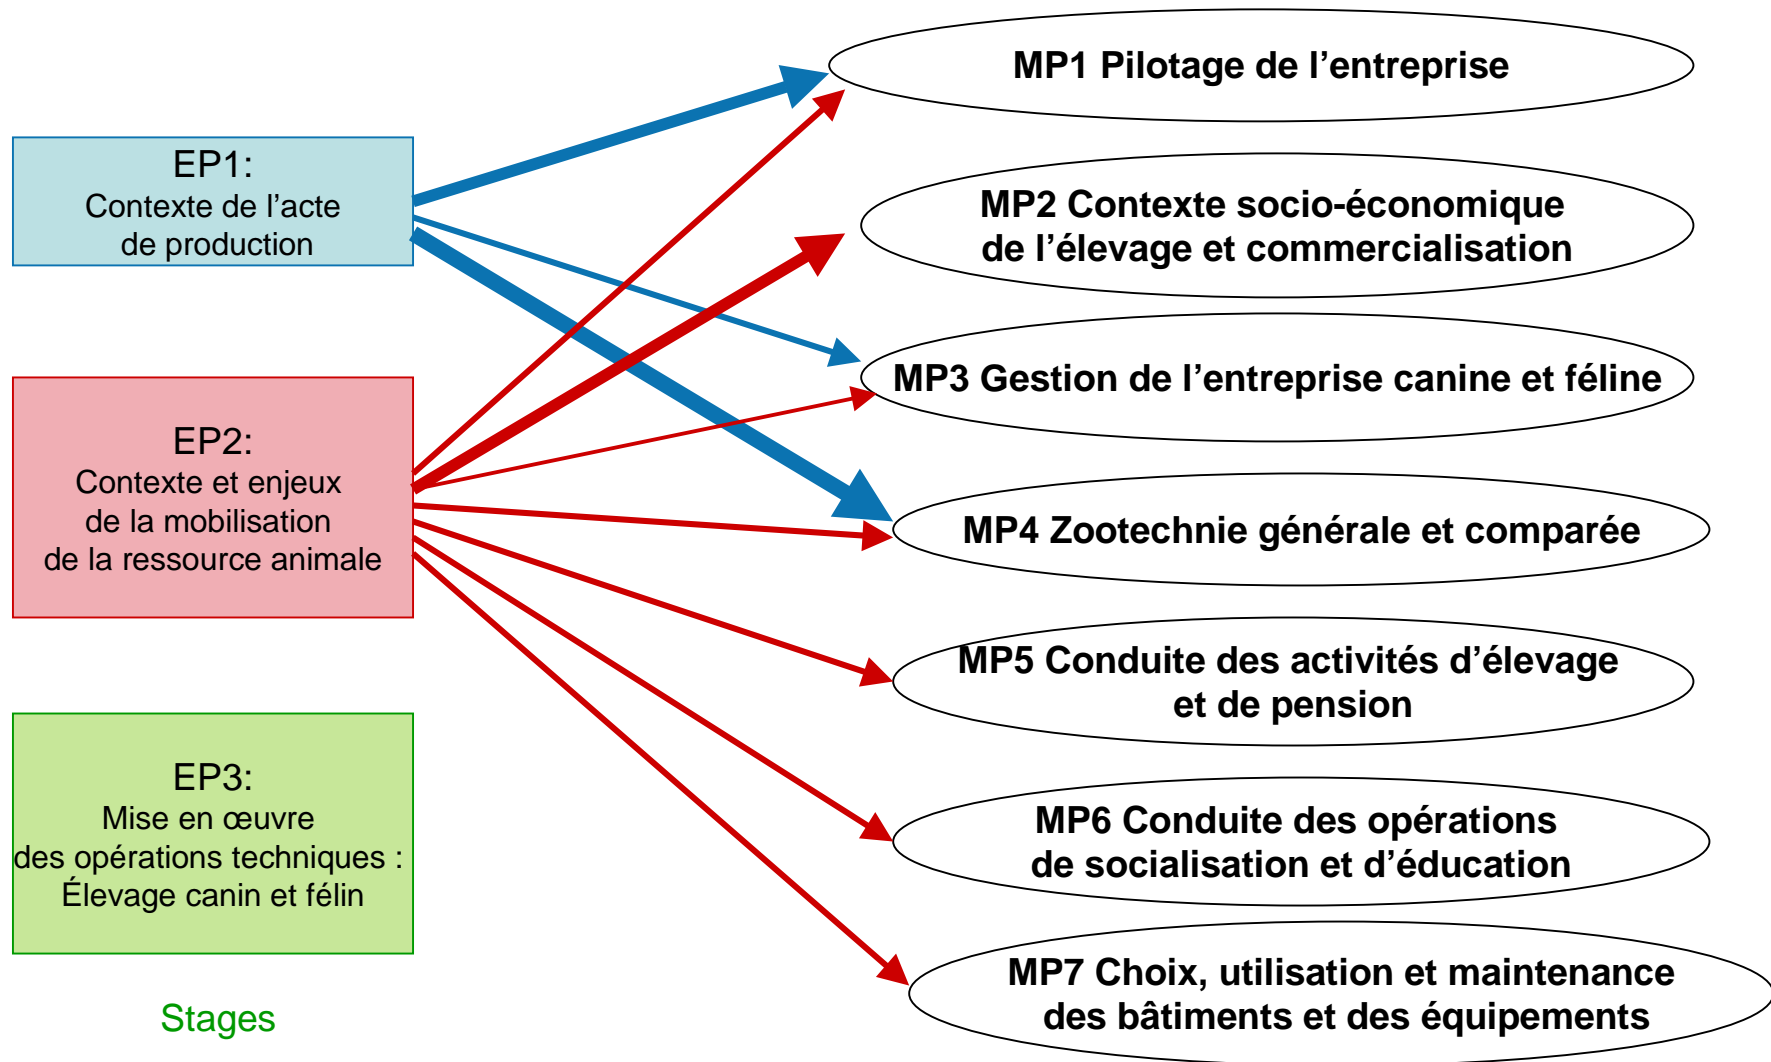 EP1:
Contexte de l’acte
de production
EP2:
Contexte et enjeux
de la mobilisation
de la ressource animale
EP3:
Mise en œuvre
des opérations techniques :
Élevage canin et félin
Stages
MP1 Pilotage de l’entreprise
MP2 Contexte socio-économique
de l’élevage et commercialisation
MP3 Gestion de l’entreprise canine et féline
MP4 Zootechnie générale et comparée
MP5 Conduite des activités d’élevage
et de pension
MP6 Conduite des opérations
de socialisation et d’éducation
MP7 Choix, utilisation et maintenance
des bâtiments et des équipements